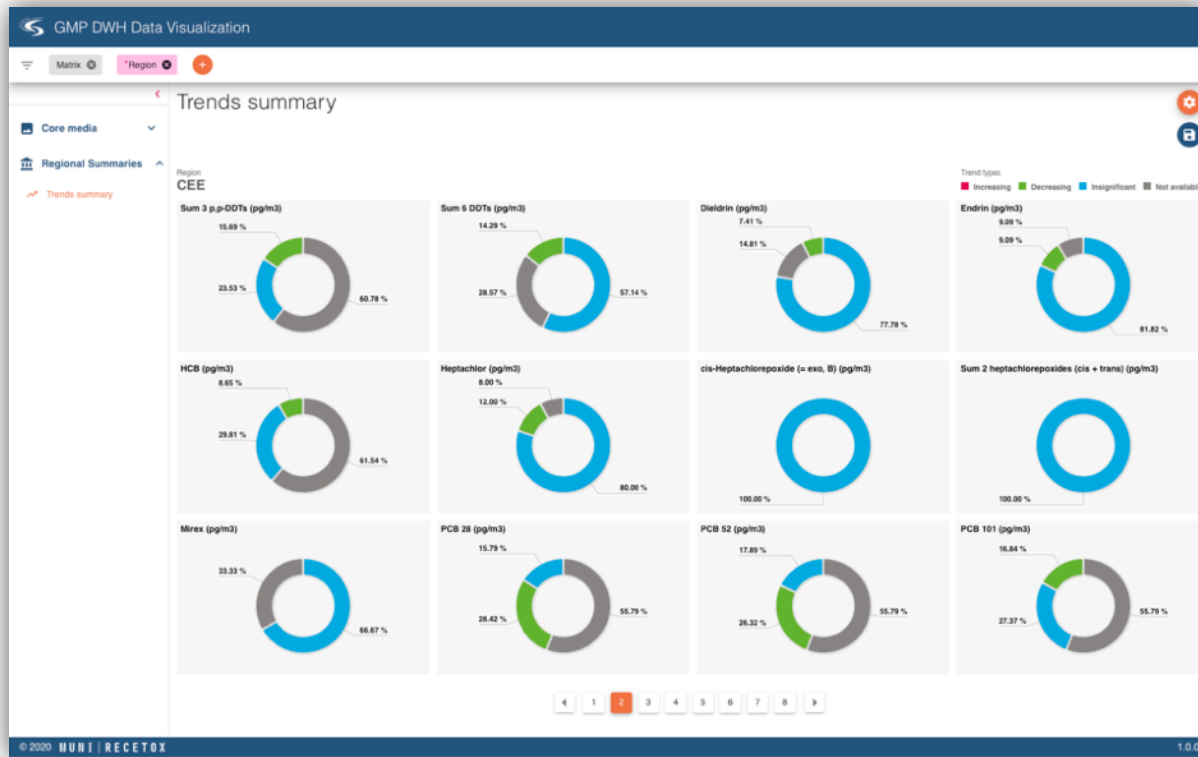 GMP DWH Data Visualization
Matrix
*Region
Trends summary
Core media
Regional Summaries
Trends summary
Region
CEE
Trend types
Increasing Decreasing Insignificant Not available
Sum 3 p,p-DDTs (pg/m3)
15.69 %
23.53 %
60.78 %
Sum 6 DDTs (pg/m3)
14.29 %
28.57 %
57.14 %
Dieldrin (pg/m3)
7.41 %
14.81 %
77.78 %
Endrin (pg/m3)
9.09 %
9.09 %
81.82 %
HCB (pg/m3)
8.65 %
29.81 %
61.54 %
Heptachlor (pg/m3)
8.00 %
12.00 %
80.00 %
cis-Heptachlorepoxide (= exo, B) (pg/m3)
100.00 %
Sum 2 heptachlorepoxides (cis + trans) (pg/m3)
100.00 %
Mirex (pg/m3)
33.33 %
66.67 %
PCB 28 (pg/m3)
15.79 %
28.42 %
55.79 %
PCB 52 (pg/m3)
17.89 %
26.32 %
55.79 %
PCB 101 (pg/m3)
16.84 %
27.37 %
55.79 %
1 2 3 4 5 6 7 8
© 2020 MUNI | RECETOX
1.0.0